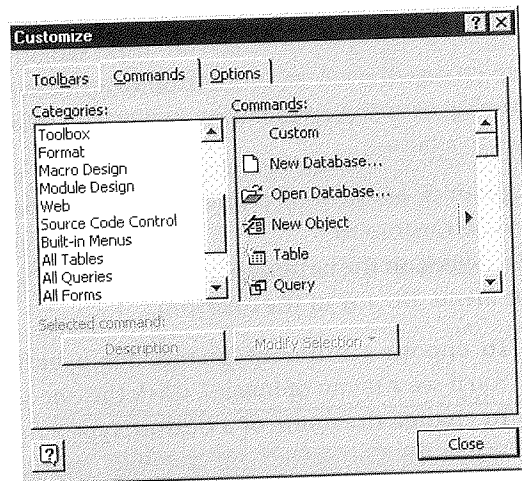 Customize
Toolbars Commands Options
Categories: Commands:
Toolbox
Format
Macro Design
Module Design
Web
Source Code Control
Built-in Menus
All Tables
All Queries
All Forms
Custom
New Database...
Open Database...
New Object
Table
Query
Selected command:
Description Modify Selection
Close